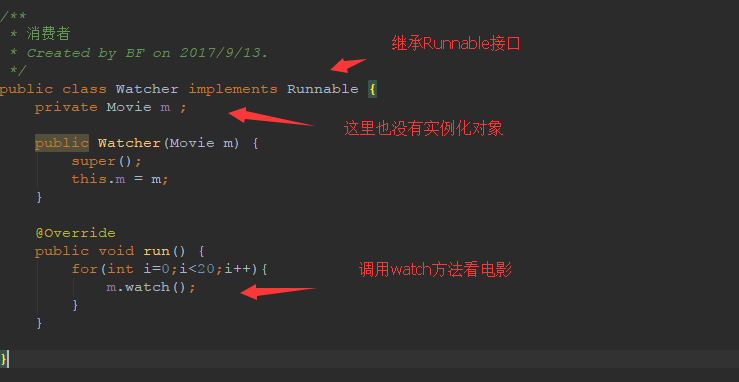 /**
* 消费者
继承Runnable接口
* Created by BF on 2017/9/13.
*/
public class Watcher implements Runnable {
private Movie m ;
这里也没有实例化对象
public Watcher(Movie m) {
super();
this.m = m;
}
@Override
public void run() {
for(int i=0;i<20;i++){
调用watch方法看电影
m.watch();
}
}
}